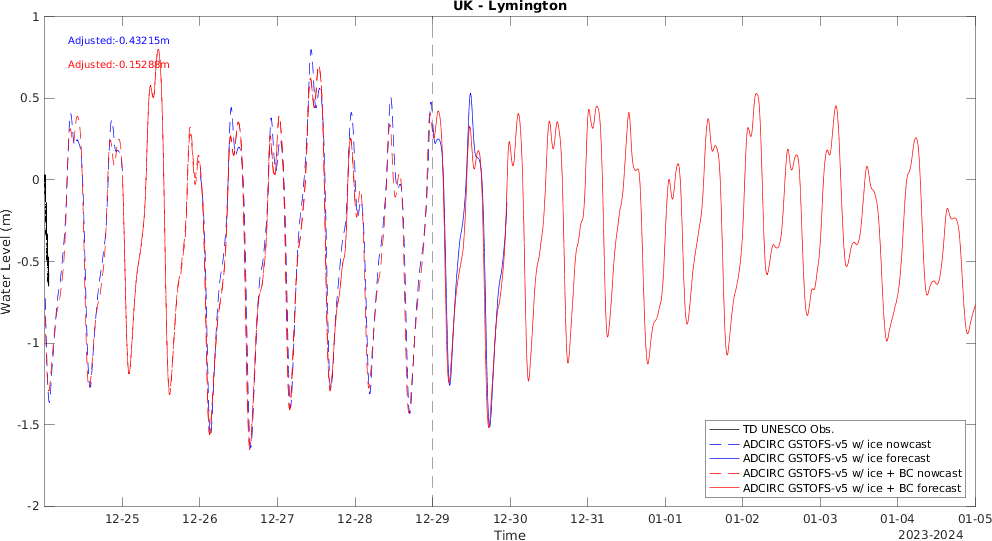 UK - Lymington
Adjusted:-0.43215m
Adjusted:-0.15288m
Water Level (m)
1
0.5
0
-0.5
-1
-1.5
-2
TD UNESCO Obs.
ADCIRC GSTOFS-v5 w/ ice nowcast
ADCIRC GSTOFS-v5 w/ ice forecast
ADCIRC GSTOFS-v5 w/ ice + BC nowcast
ADCIRC GSTOFS-v5 w/ ice + BC forecast
12-25 12-26 12-27 12-28 12-29 12-30 12-31 01-01 01-02 01-03 01-04 01-05
Time
2023-2024